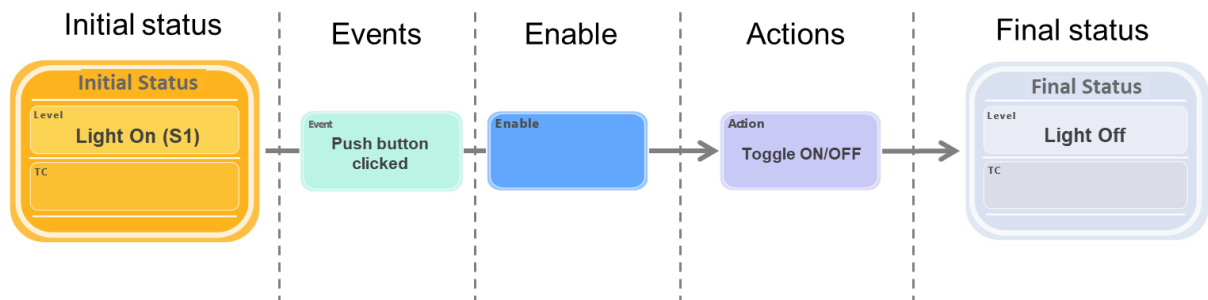 Initial status
Events
Enable
Actions
Final status
Initial Status
Level
Light On (S1)
TC
Event
Push button
clicked
Enable
Action
Toggle ON/OFF
Final Status
Level
Light Off
TC